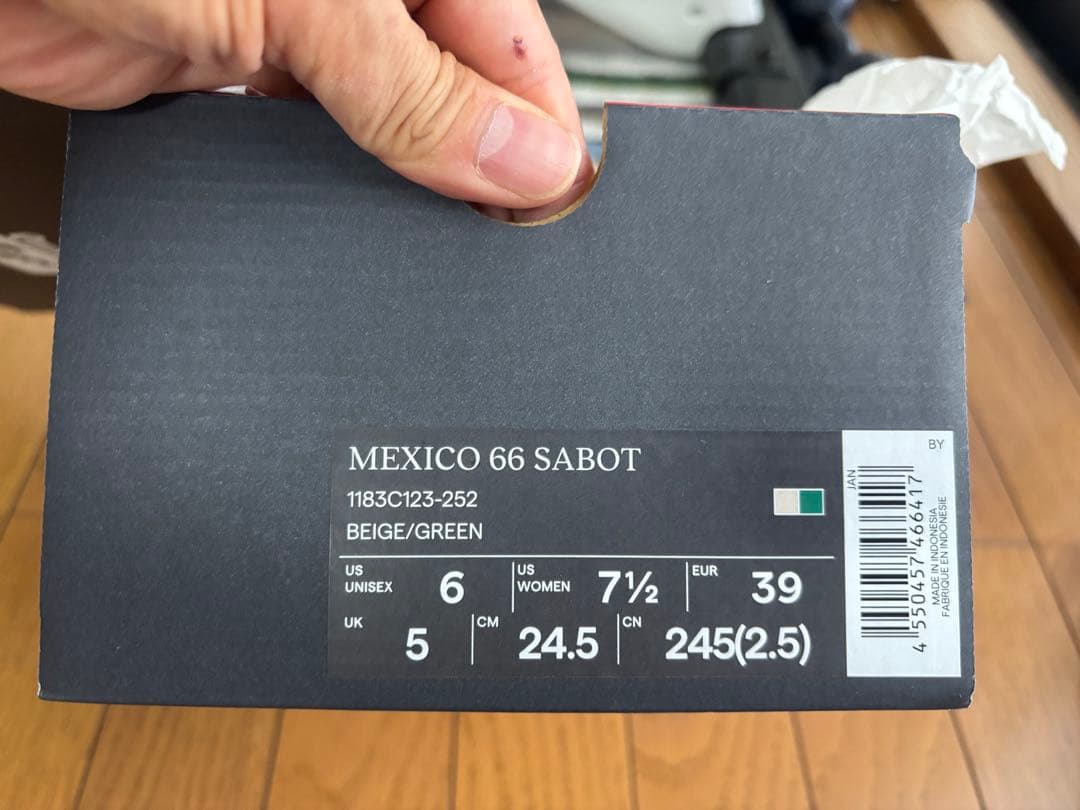 MEXICO 66 SABOT
1183C123-252
BEIGE/GREEN
US UNISEX 6
US WOMEN 7½
EUR 39
UK 5
CM 24.5
CN 245(2.5)
BY
JAN
4 550457 466417
MADE IN INDONESIA
FABRIQUE EN INDONESIE